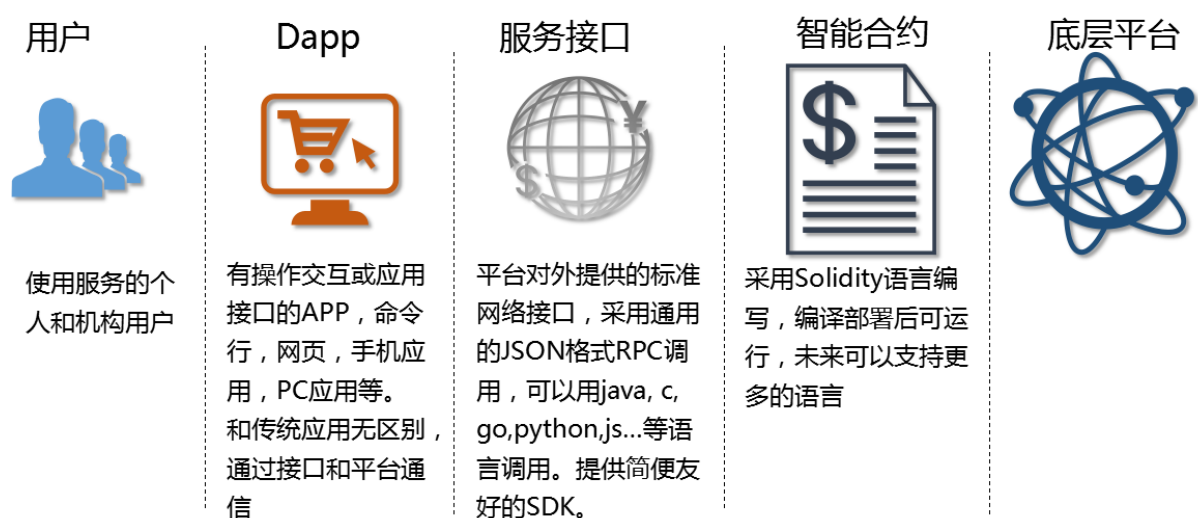 用户
Dapp
服务接口
智能合约
底层平台
¥
$
$
使用服务的个
人和机构用户
有操作交互或应用
接口的APP，命令
行，网页，手机应
用，PC应用等。
和传统应用无区别，
通过接口和平台通
信
平台对外提供的标准
网络接口，采用通用
的JSON格式RPC调
用，可以用java, c,
go,python,js...等语
言调用。提供简便友
好的SDK。
采用Solidity语言编
写，编译部署后可运
行，未来可以支持更
多的语言